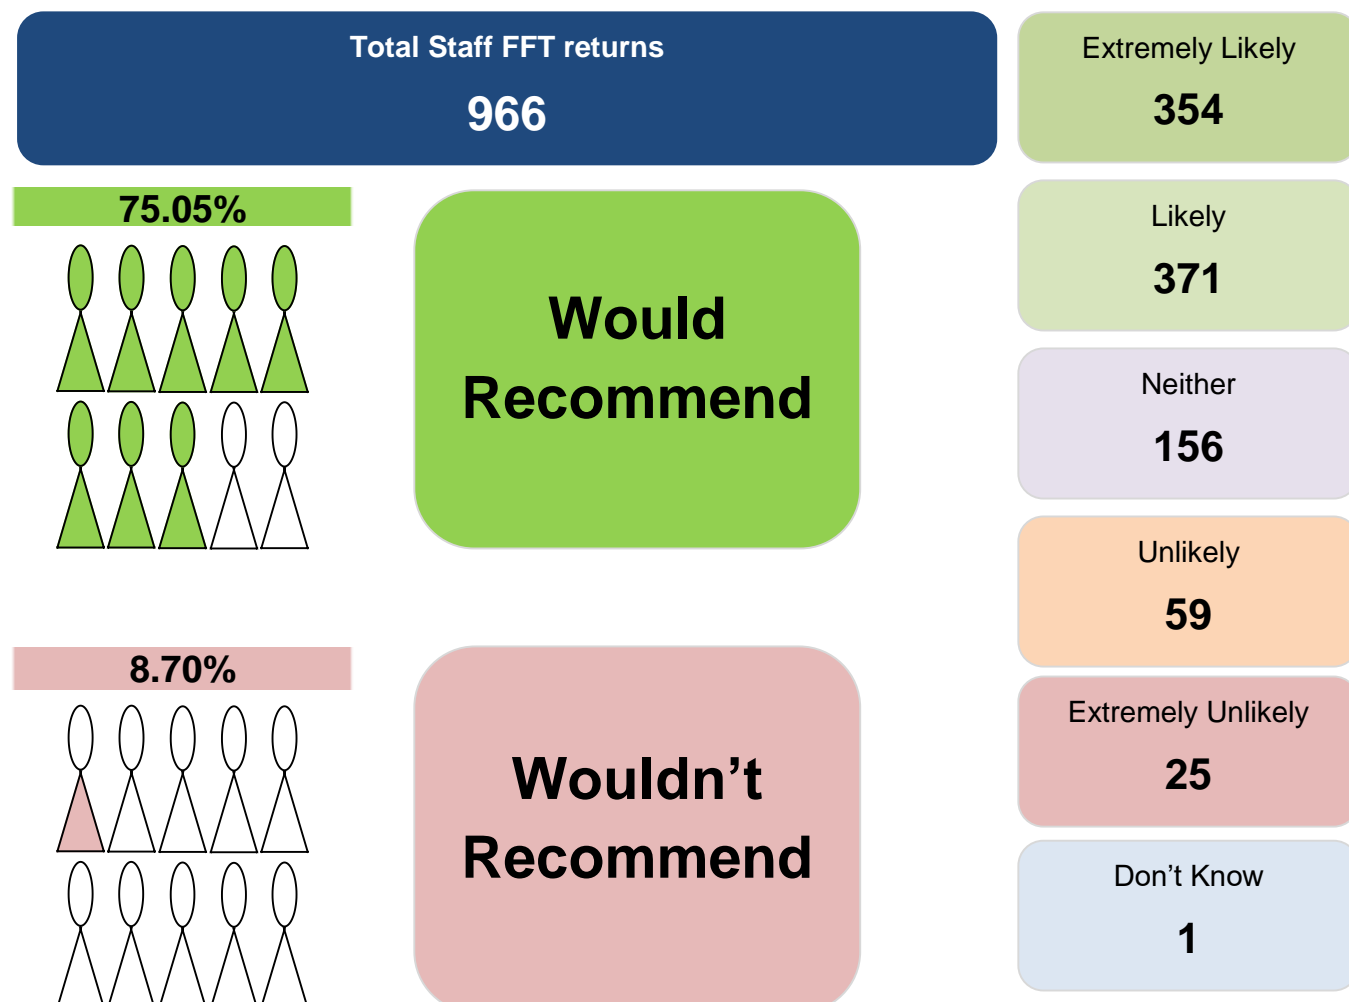 Total Staff FFT returns
966
75.05%
Would
Recommend
8.70%
Wouldn’t
Recommend
Extremely Likely
354
Likely
371
Neither
156
Unlikely
59
Extremely Unlikely
25
Don’t Know
1